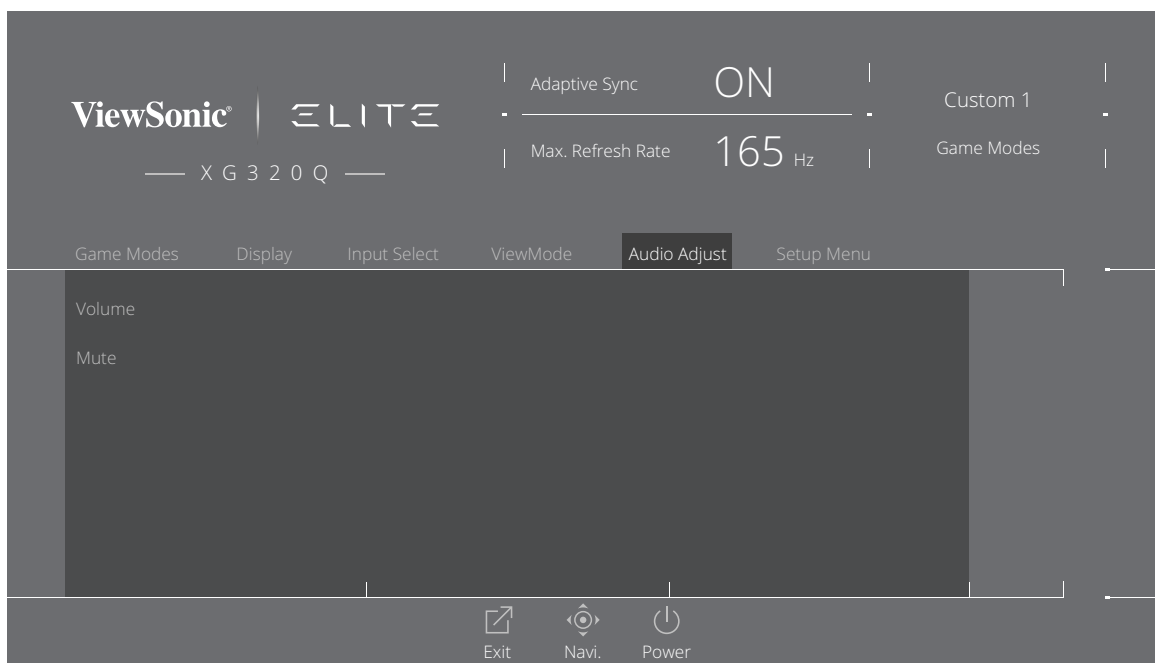 ViewSonic® ELITE
XG320Q
Adaptive Sync ON
Max. Refresh Rate 165 Hz
Custom 1
Game Modes
Game Modes Display Input Select ViewMode Audio Adjust Setup Menu
Volume
Mute
Exit Navi. Power